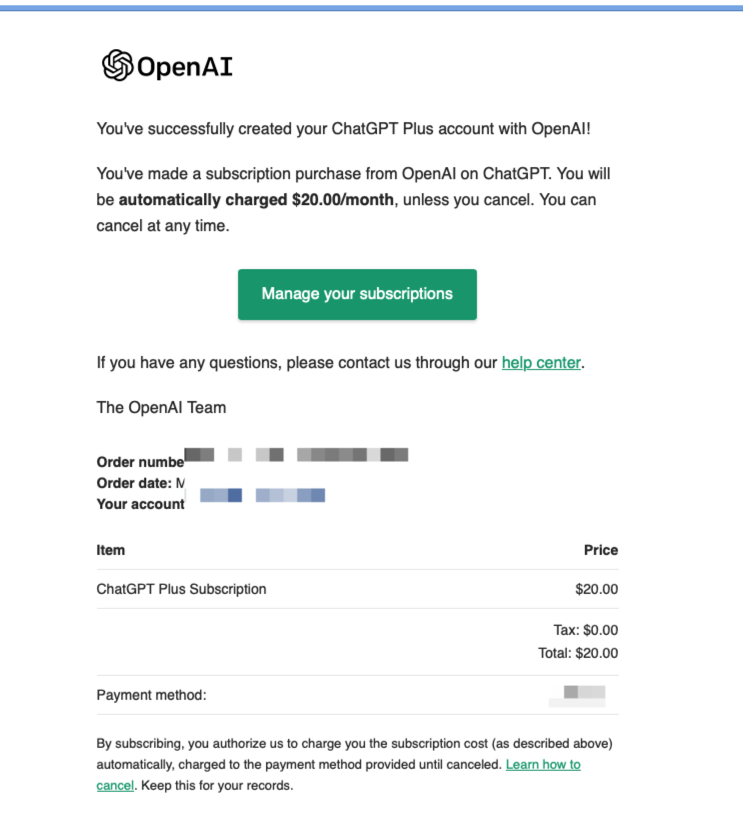 OpenAI
You've successfully created your ChatGPT Plus account with OpenAI!
You've made a subscription purchase from OpenAI on ChatGPT. You will
be automatically charged $20.00/month, unless you cancel. You can
cancel at any time.
Manage your subscriptions
If you have any questions, please contact us through our help center.
The OpenAI Team
Order numbe
Order date: M
Your account
Item Price
ChatGPT Plus Subscription $20.00
Tax: $0.00
Total: $20.00
Payment method:
By subscribing, you authorize us to charge you the subscription cost (as described above)
automatically, charged to the payment method provided until canceled. Learn how to
cancel. Keep this for your records.